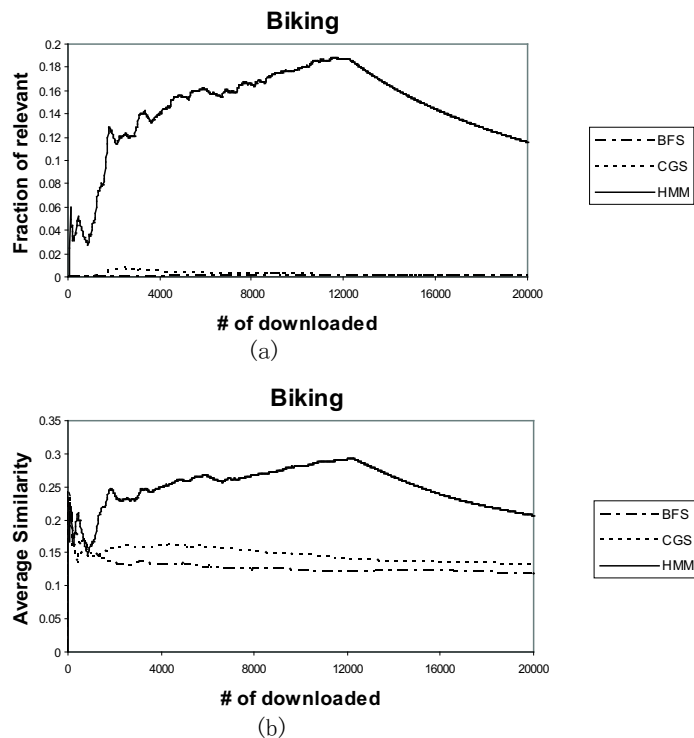 Biking
Fraction of relevant
0.2
0.18
0.16
0.14
0.12
0.1
0.08
0.06
0.04
0.02
0
0 4000 8000 12000 16000 20000
# of downloaded
BFS
CGS
HMM
(a)
Biking
Average Similarity
0.35
0.3
0.25
0.2
0.15
0.1
0.05
0
0 4000 8000 12000 16000 20000
# of downloaded
BFS
CGS
HMM
(b)